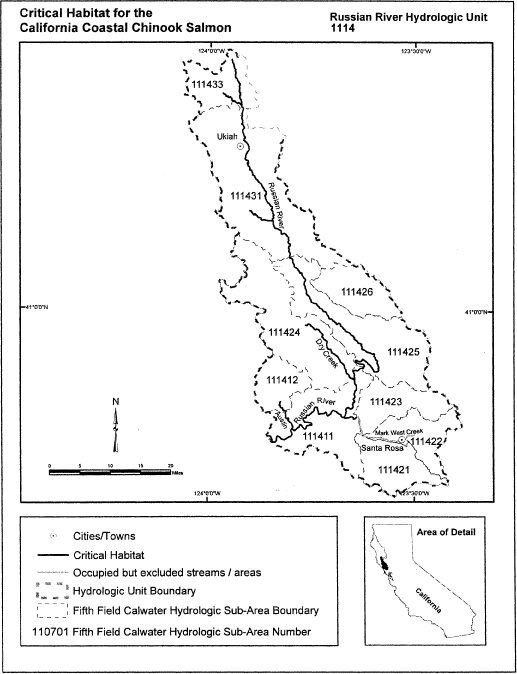 Critical Habitat for the
California Coastal Chinook Salmon
Russian River Hydrologic Unit
1114
124°0'0"W
123°30'0"W
111433
Ukiah
111431
Russian River
111426
41°0'0"N
41°0'0"N
111424
Dry Creek
111425
111412
111423
Austin
Russian River
Mark West Creek
111422
111411
Santa Rosa
111421
N
0 5 10 15 20
Miles
124°0'0"W
123°30'0"W
Cities/Towns
Critical Habitat
Occupied but excluded streams / areas
Hydrologic Unit Boundary
Fifth Field Calwater Hydrologic Sub-Area Boundary
110701 Fifth Field Calwater Hydrologic Sub-Area Number
Area of Detail
California